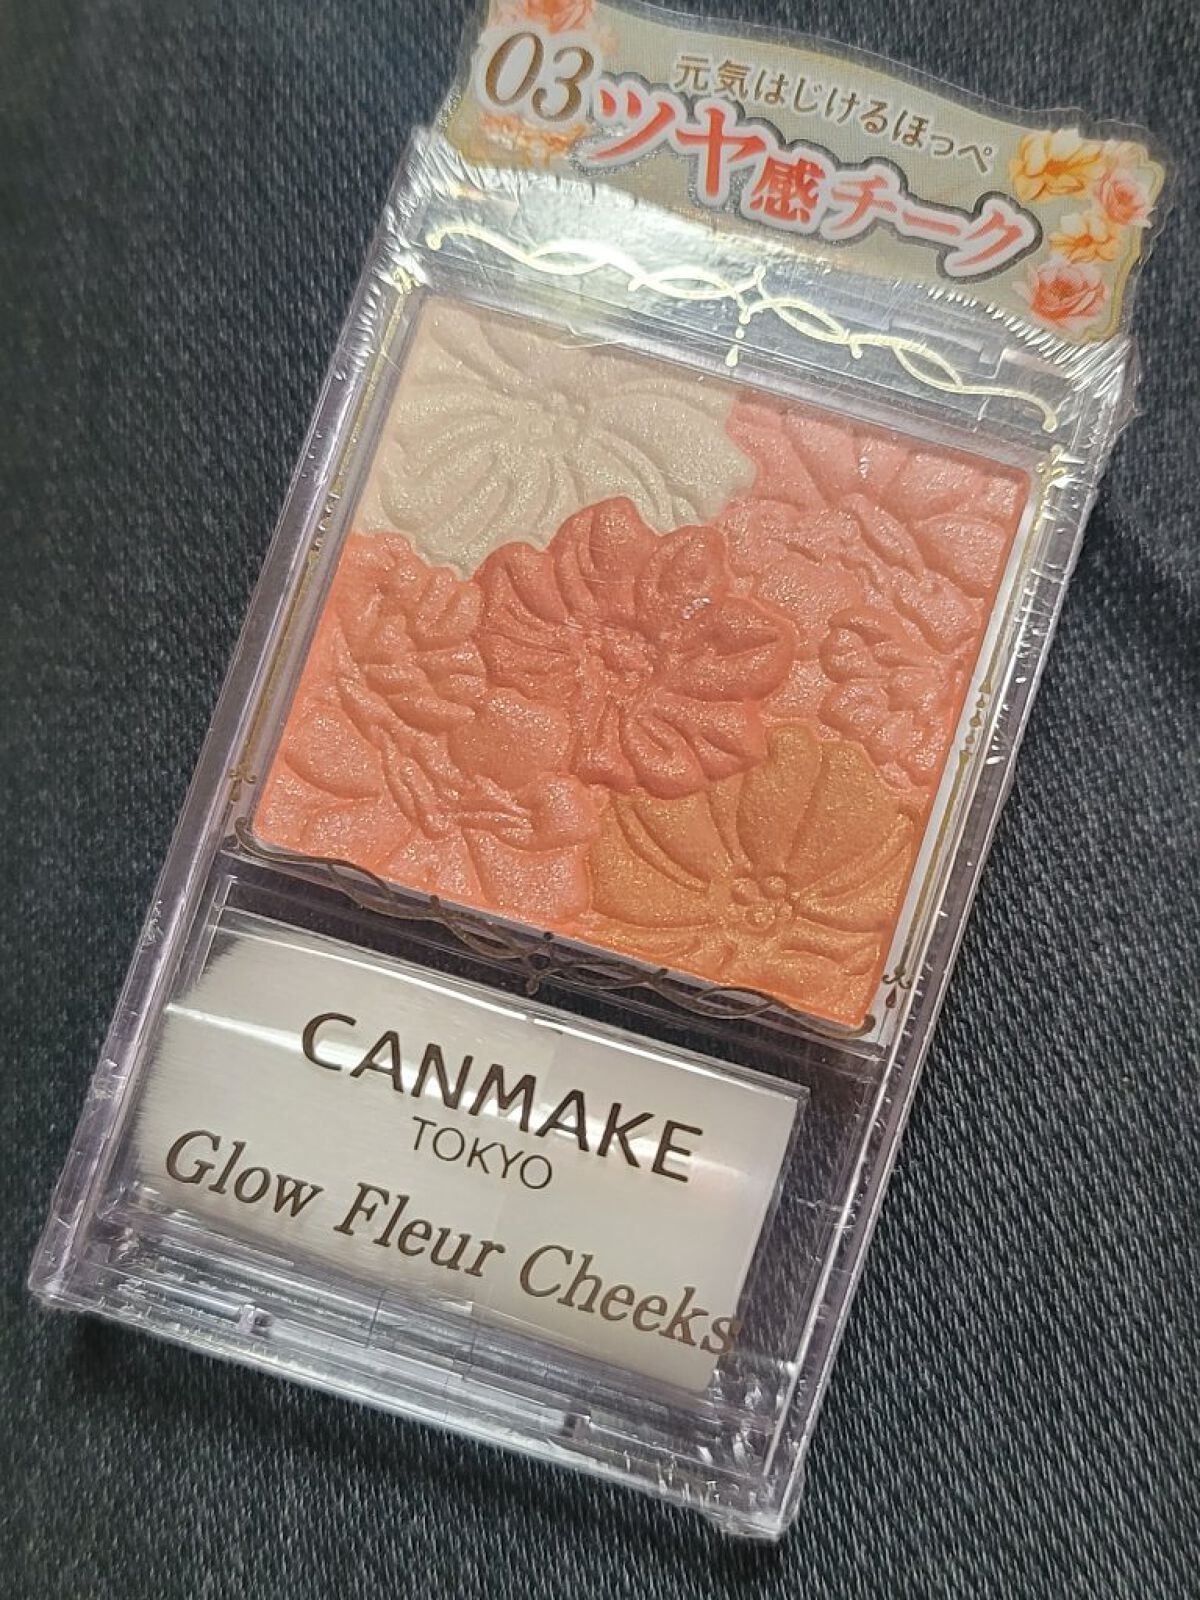 03
元気はじけるほっぺ
ツヤ感チーク
CANMAKE
TOKYO
Glow Fleur Cheeks